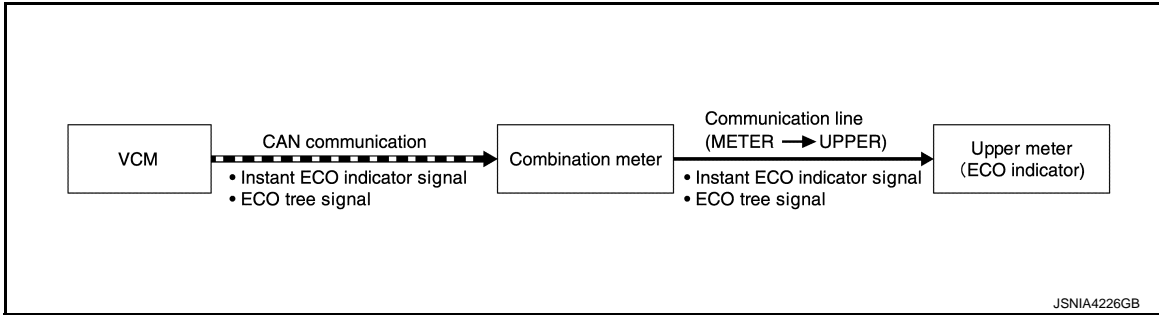 VCM
CAN communication
• Instant ECO indicator signal
• ECO tree signal
Combination meter
Communication line
(METER → UPPER)
• Instant ECO indicator signal
• ECO tree signal
Upper meter
(ECO indicator)
JSNIA4226GB